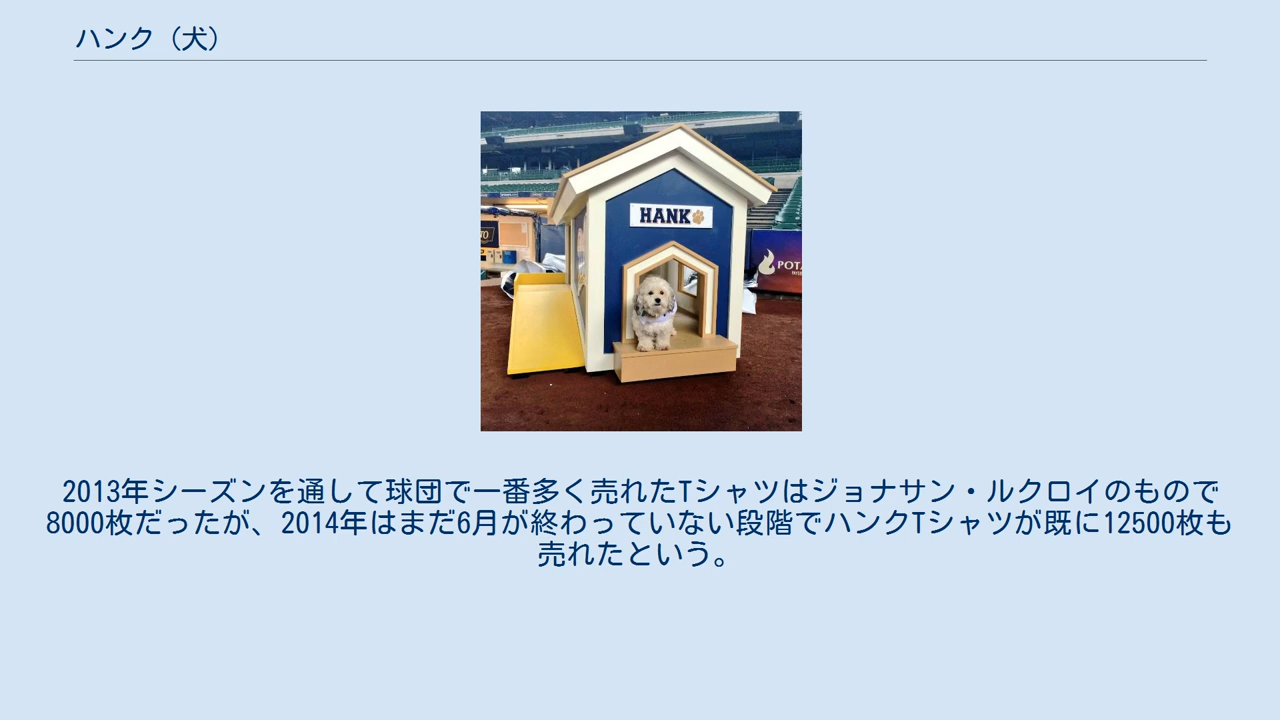 ハンク（犬）
HANK
POTA
2013年シーズンを通して球団で一番多く売れたTシャツはジョナサン・ルクロイのもので
8000枚だったが、2014年はまだ6月が終わっていない段階でハンクTシャツが既に12500枚も
売れたという。